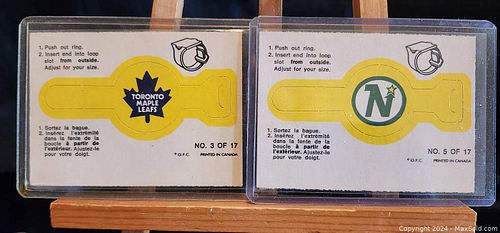 1. Push out ring.
2. Insert end into loop
slot from outside.
Adjust for your size.
TORONTO
MAPLE
LEAFS
1. Sortez la bague.
2. Insérez l'extrémité
dans la fente de la
boucle à partir de
l'extérieur. Ajustez-le
pour votre doigt.
NO. 3 OF 17
© O.P.C. PRINTED IN CANADA
1. Push out ring.
2. Insert end into loop
slot from outside.
Adjust for your size.
N
1. Sortez la bague.
2. Insérez l'extrémité
dans la fente de la
boucle à partir de
l'extérieur. Ajustez-le
pour votre doigt.
NO. 5 OF 17
© O.P.C. PRINTED IN CANADA
Copyright 2024 - MaxSold.com